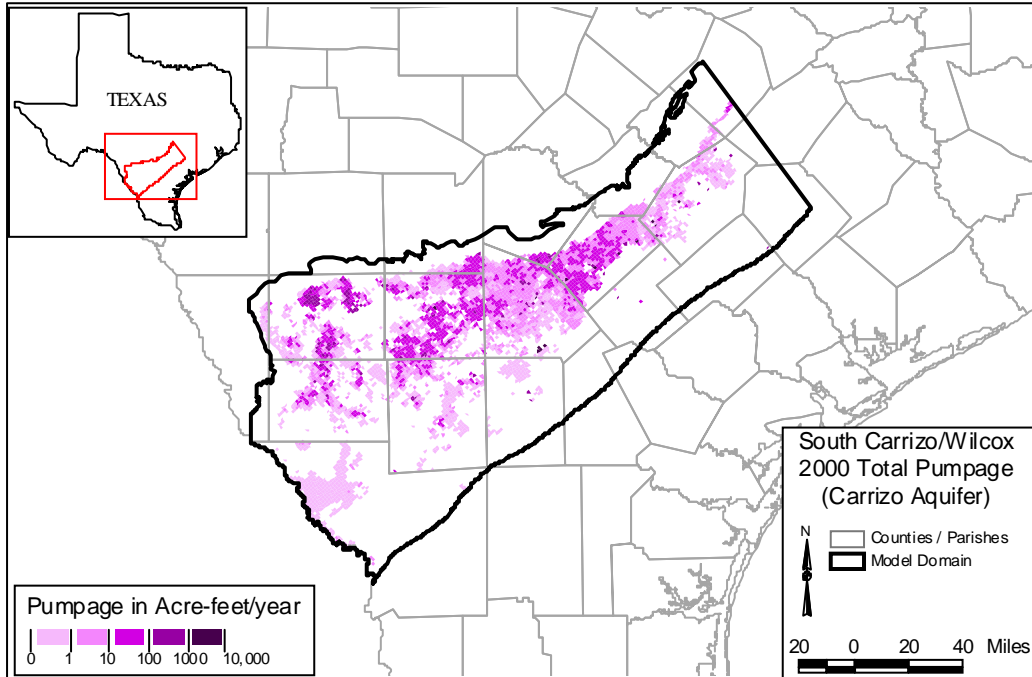 TEXAS
South Carrizo/Wilcox
2000 Total Pumpage
(Carrizo Aquifer)
N
Counties / Parishes
Model Domain
20 0 20 40 Miles
Pumpage in Acre-feet/year
0 1 10 100 1000 10,000